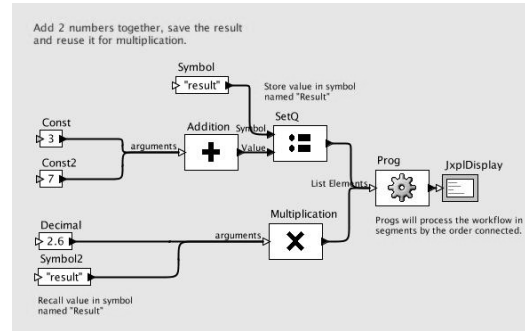 Add 2 numbers together, save the result
and reuse it for multiplication.
Symbol
"result"
Store value in symbol
named "Result"
SetQ
Const
3
Addition
Symbol
arguments
Value
Const2
7
Prog
JxplDisplay
List Elements
Multiplication
Progs will process the workflow in
segments by the order connected.
Decimal
2.6
arguments
Symbol2
"result"
Recall value in symbol
named "Result"